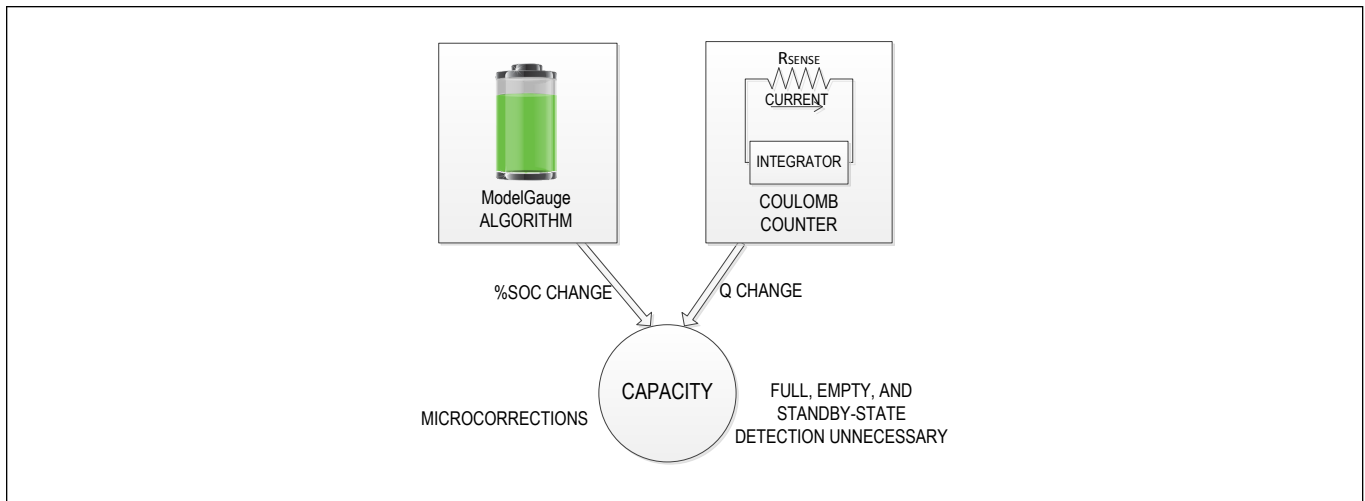 ModelGauge
ALGORITHM
RSENSE
CURRENT
INTEGRATOR
COULOMB
COUNTER
%SOC CHANGE
Q CHANGE
CAPACITY
MICROCORRECTIONS
FULL, EMPTY, AND
STANDBY-STATE
DETECTION UNNECESSARY